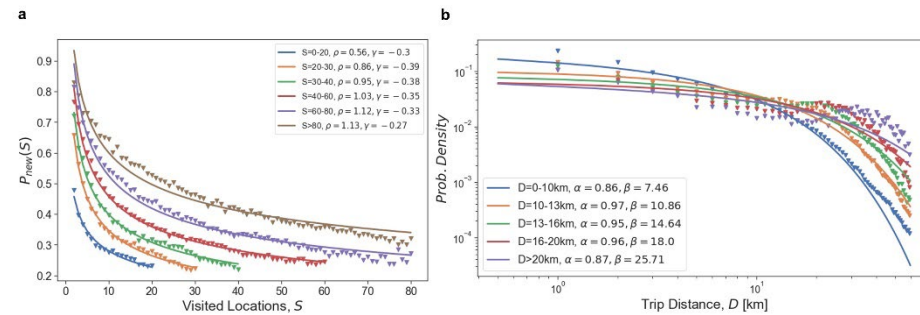 a
0.9
0.8
0.7
0.6
0.5
0.4
0.3
0.2
P_new(S)
0 10 20 30 40 50 60 70 80
Visited Locations, S
S=0-20, ρ = 0.56, γ = − 0.3
S=20-30, ρ = 0.86, γ = − 0.39
S=30-40, ρ = 0.95, γ = − 0.38
S=40-60, ρ = 1.03, γ = − 0.35
S=60-80, ρ = 1.12, γ = − 0.33
S>80, ρ = 1.13, γ = − 0.27
b
10⁻¹
10⁻²
10⁻³
10⁻⁴
Prob. Density
10⁰ 10¹
Trip Distance, D [km]
D=0-10km, α = 0.86, β = 7.46
D=10-13km, α = 0.97, β = 10.86
D=13-16km, α = 0.95, β = 14.64
D=16-20km, α = 0.96, β = 18.0
D>20km, α = 0.87, β = 25.71